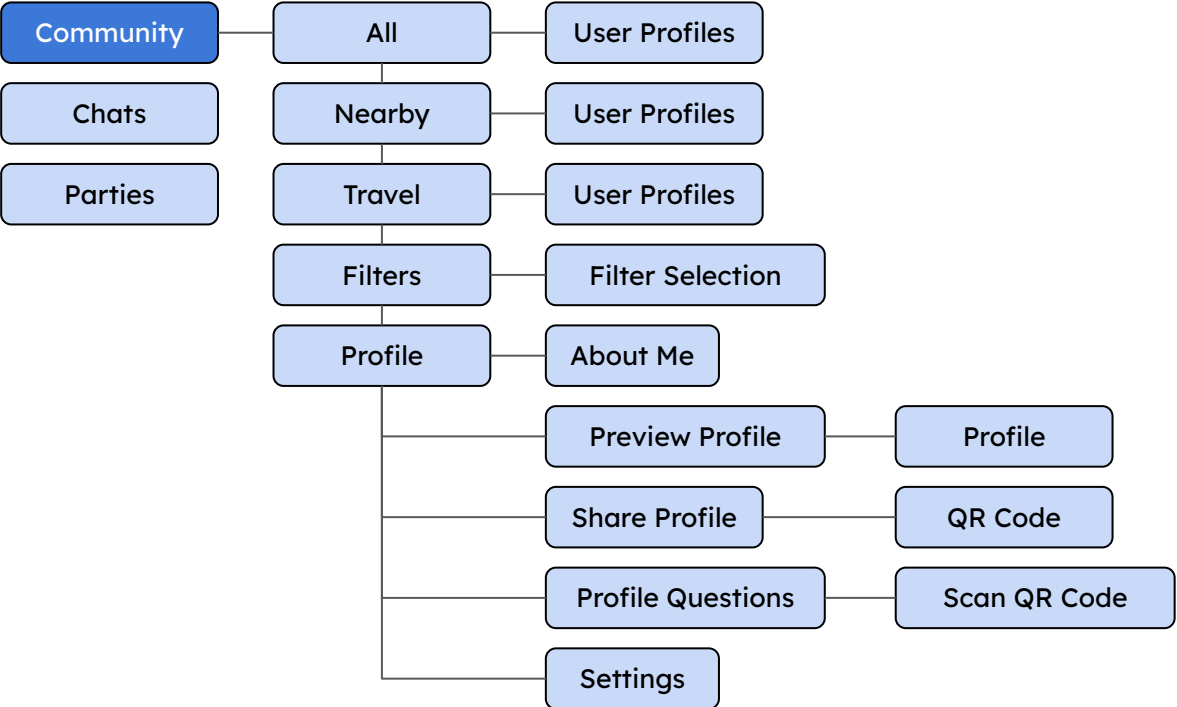 Community
All
User Profiles
Chats
Nearby
User Profiles
Parties
Travel
User Profiles
Filters
Filter Selection
Profile
About Me
Preview Profile
Profile
Share Profile
QR Code
Profile Questions
Scan QR Code
Settings